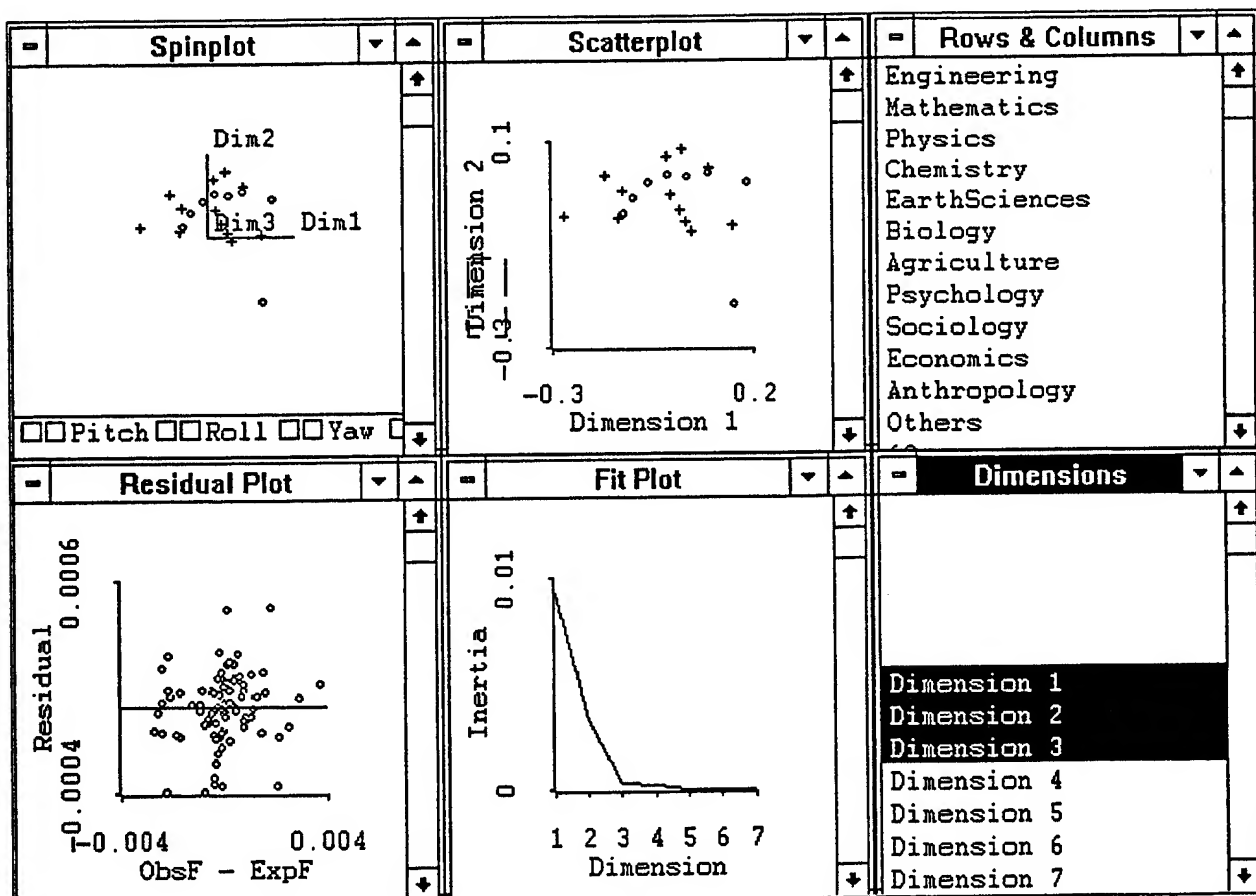 Spinplot
Dim2
Dim3 Dim1
Pitch Roll Yaw
Scatterplot
0.1
Dimension 2
-0.3
-0.3 0.2
Dimension 1
Rows & Columns
Engineering
Mathematics
Physics
Chemistry
EarthSciences
Biology
Agriculture
Psychology
Sociology
Economics
Anthropology
Others
Residual Plot
0.0006
Residual
-0.0004
-0.004 0.004
ObsF - ExpF
Fit Plot
0.01
Inertia
0
1 2 3 4 5 6 7
Dimension
Dimensions
Dimension 1
Dimension 2
Dimension 3
Dimension 4
Dimension 5
Dimension 6
Dimension 7